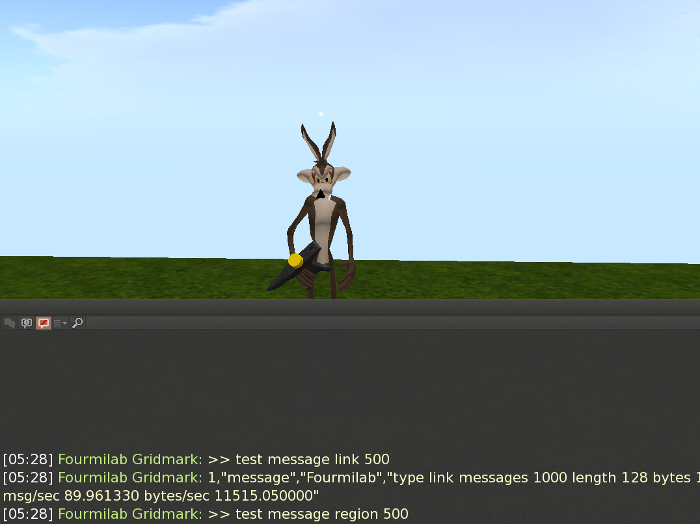 [05:28] Fourmilab Gridmark: >> test message link 500
[05:28] Fourmilab Gridmark: 1,"message","Fourmilab","type link messages 1000 length 128 bytes 1
msg/sec 89.961330 bytes/sec 11515.050000"
[05:28] Fourmilab Gridmark: >> test message region 500